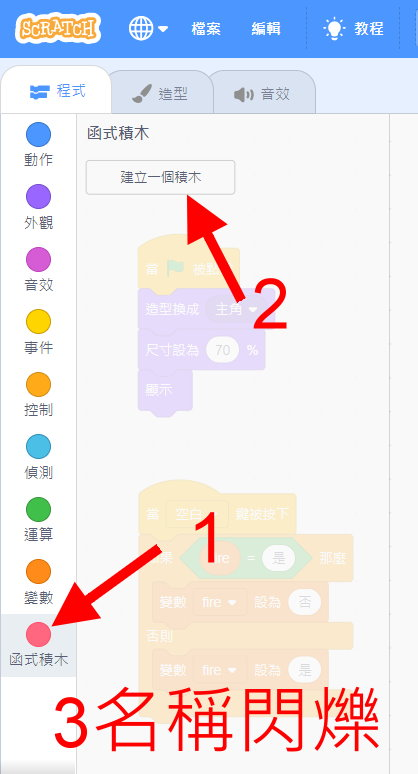 SCRATCH 檔案 編輯 教程
程式 造型 音效
函式積木
建立一個積木
動作
外觀
音效
事件
控制
偵測
運算
變數
函式積木
當 被點
造型換成 主角
尺寸設為 70 %
顯示
當 空白 鍵被按下
如果 fire = 是 那麼
變數 fire 設為 否
否則
變數 fire 設為 是
1
2
3名稱閃爍